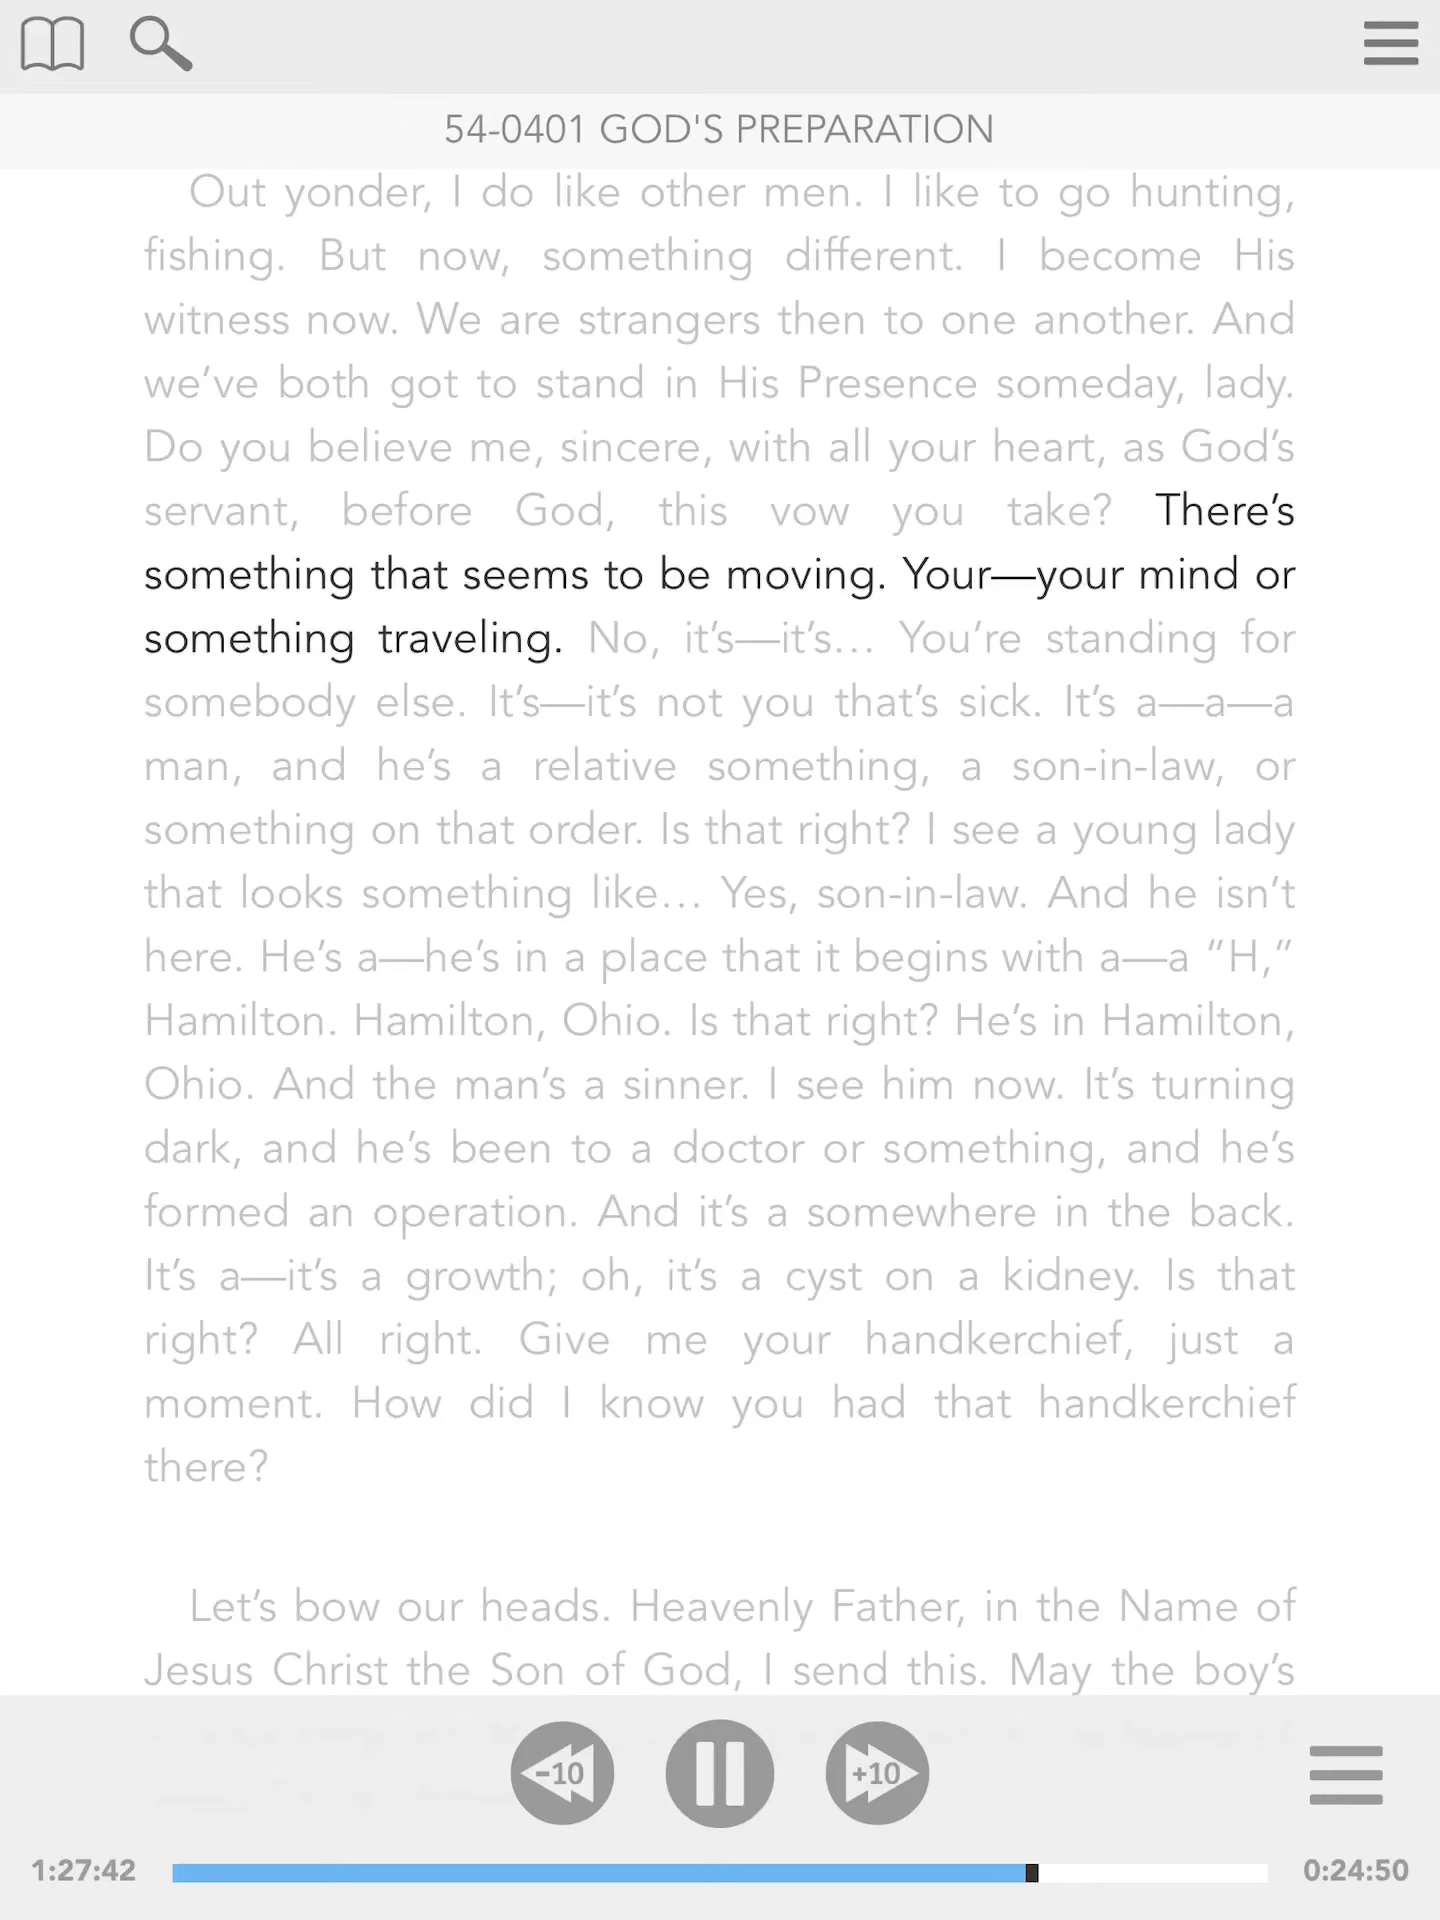 54-0401 GOD'S PREPARATION
Out yonder, I do like other men. I like to go hunting,
fishing. But now, something different. I become His
witness now. We are strangers then to one another. And
we’ve both got to stand in His Presence someday, lady.
Do you believe me, sincere, with all your heart, as God’s
servant, before God, this vow you take? There’s
something that seems to be moving. Your—your mind or
something traveling. No, it’s—it’s… You’re standing for
somebody else. It’s—it’s not you that’s sick. It’s a—a—a
man, and he’s a relative something, a son-in-law, or
something on that order. Is that right? I see a young lady
that looks something like… Yes, son-in-law. And he isn’t
here. He’s a—he’s in a place that it begins with a—a “H,”
Hamilton. Hamilton, Ohio. Is that right? He’s in Hamilton,
Ohio. And the man’s a sinner. I see him now. It’s turning
dark, and he’s been to a doctor or something, and he’s
formed an operation. And it’s a somewhere in the back.
It’s a—it’s a growth; oh, it’s a cyst on a kidney. Is that
right? All right. Give me your handkerchief, just a
moment. How did I know you had that handkerchief
there?
Let’s bow our heads. Heavenly Father, in the Name of
Jesus Christ the Son of God, I send this. May the boy’s
-10 +10
1:27:42 0:24:50